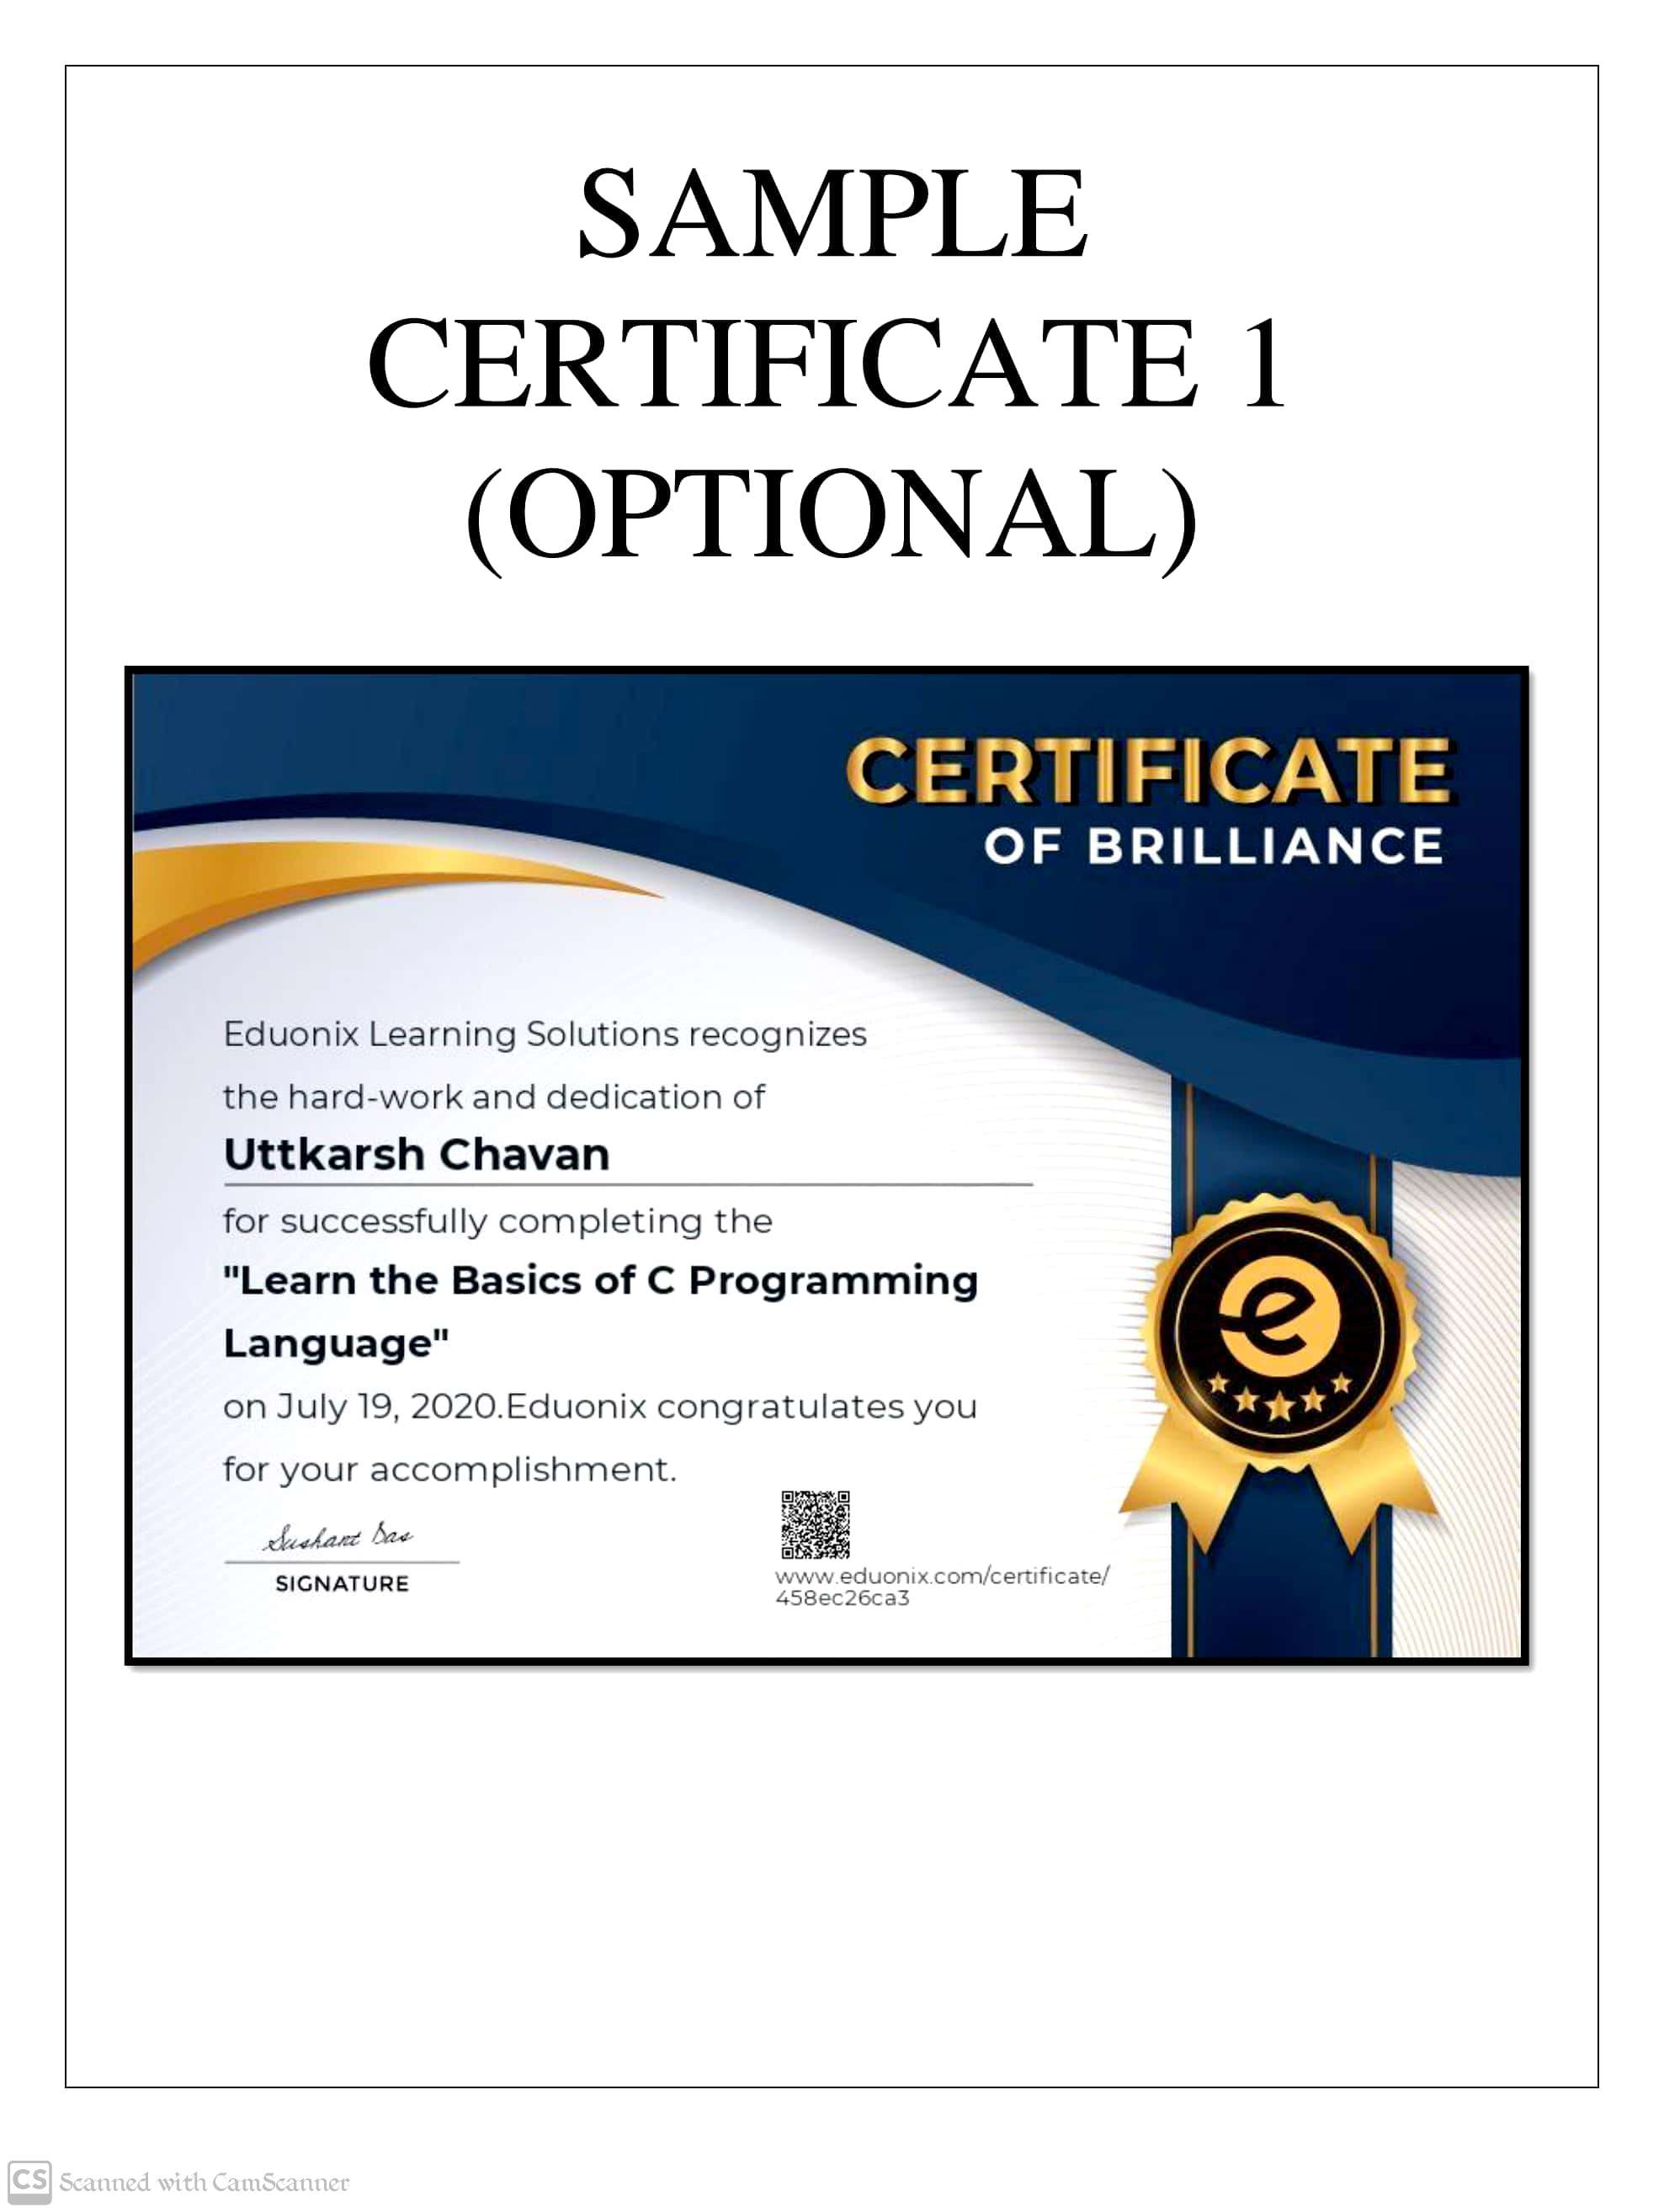 SAMPLE
CERTIFICATE 1
(OPTIONAL)
CERTIFICATE
OF BRILLIANCE
Eduonix Learning Solutions recognizes
the hard-work and dedication of
Uttkarsh Chavan
for successfully completing the
"Learn the Basics of C Programming
Language"
on July 19, 2020.Eduonix congratulates you
for your accomplishment.
Sushant Das
SIGNATURE
www.eduonix.com/certificate/
458ec26ca3
e
CS Scanned with CamScanner